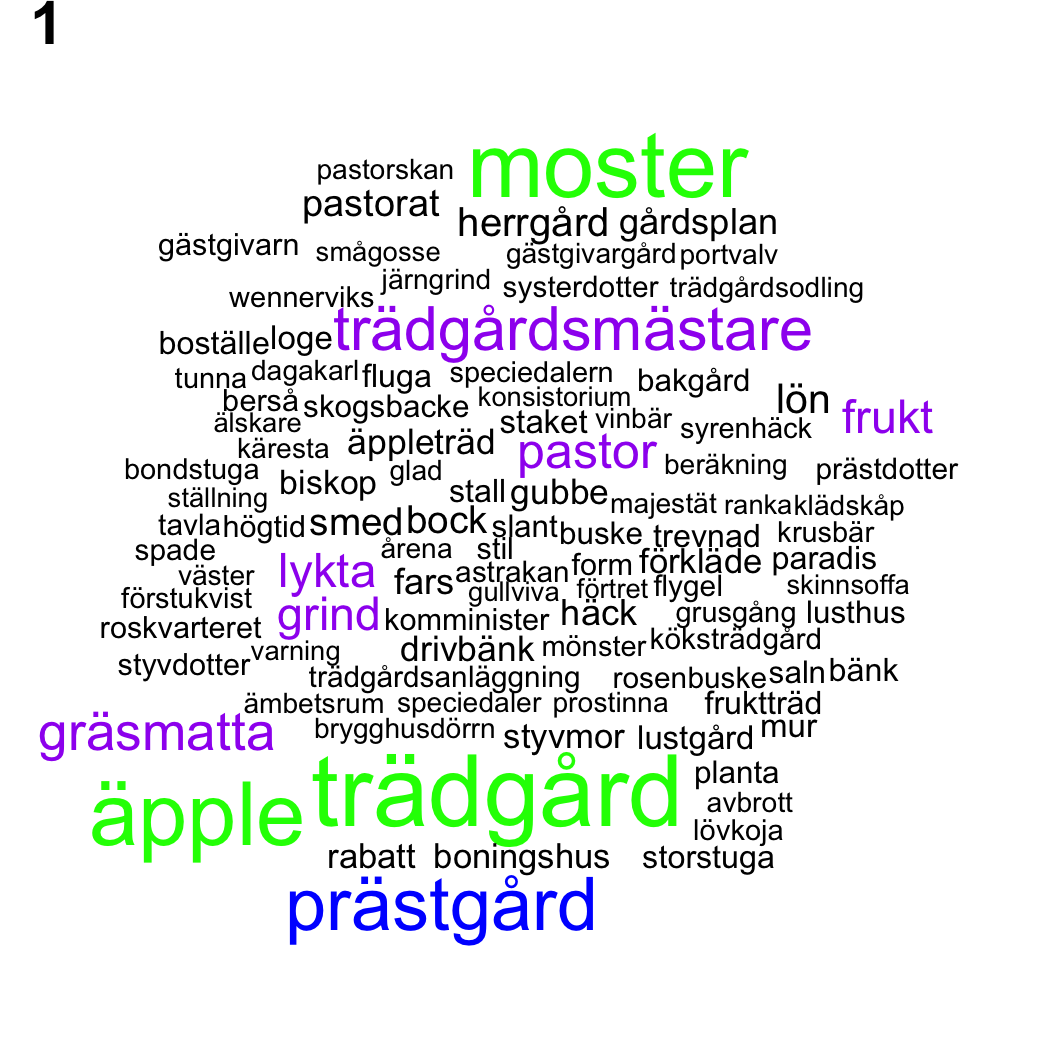 1
pastorskan moster
pastorat
herrgård gårdsplan
gästgivarn smågosse gästgivargård portvalv
järngrind systerdotter trädgårdsodling
wennerviks
boställe loge trädgårdsmästare
tunna dagakarl fluga speciedalern bakgård
berså skogsbacke konsistorium lön frukt
älskare staket vinbär syrenhäck
käresta äppleträd pastor
bondstuga biskop glad beräkning prästdotter
ställning stall gubbe majestät ranka klädskåp
tavla högtid smed bock slant buske trevnad krusbär
spade årena stil form förkläde paradis
väster lykta fars astrakan gullviva förtret flygel skinnsoffa
förstukvist grind komminister häck grusgång lusthus
roskvarteret
styvdotter varning drivbänk mönster köksträdgård
trädgårdsanläggning rosenbuske saln bänk
ämbetsrum speciedaler prostinna fruktträd
gräsmatta brygghusdörrn styvmor lustgård mur
äpple trädgård planta
avbrott
lövkoja
rabatt boningshus storstuga
prästgård